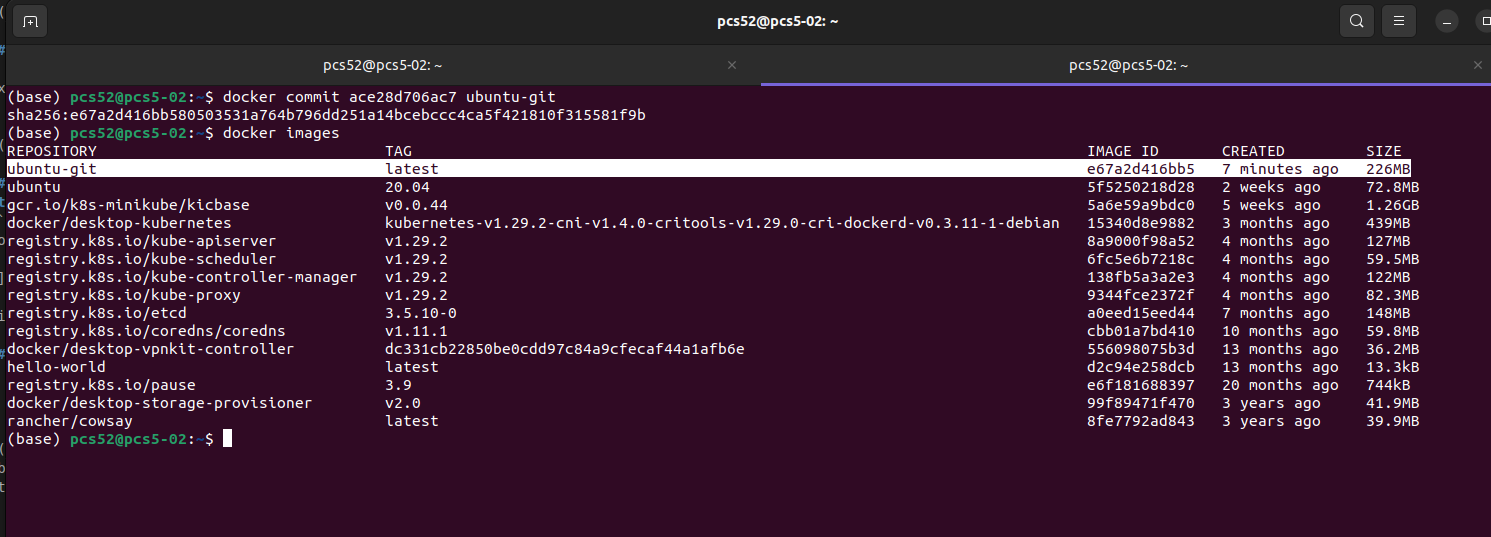 pcs52@pcs5-02: ~
pcs52@pcs5-02: ~ × pcs52@pcs5-02: ~ ×
(base) pcs52@pcs5-02:~$ docker commit ace28d706ac7 ubuntu-git
sha256:e67a2d416bb580503531a764b796dd251a14bcebccc4ca5f421810f315581f9b
(base) pcs52@pcs5-02:~$ docker images
REPOSITORY TAG IMAGE ID CREATED SIZE
ubuntu-git latest e67a2d416bb5 7 minutes ago 226MB
ubuntu 20.04 5f5250218d28 2 weeks ago 72.8MB
gcr.io/k8s-minikube/kicbase v0.0.44 5a6e59a9bdc0 5 weeks ago 1.26GB
docker/desktop-kubernetes kubernetes-v1.29.2-cni-v1.4.0-critools-v1.29.0-cri-dockerd-v0.3.11-1-debian 15340d8e9882 3 months ago 439MB
registry.k8s.io/kube-apiserver v1.29.2 8a9000f98a52 4 months ago 127MB
registry.k8s.io/kube-scheduler v1.29.2 6fc5e6b7218c 4 months ago 59.5MB
registry.k8s.io/kube-controller-manager v1.29.2 138fb5a3a2e3 4 months ago 122MB
registry.k8s.io/kube-proxy v1.29.2 9344fce2372f 4 months ago 82.3MB
registry.k8s.io/etcd 3.5.10-0 a0eed15eed44 7 months ago 148MB
registry.k8s.io/coredns/coredns v1.11.1 cbb01a7bd410 10 months ago 59.8MB
docker/desktop-vpnkit-controller dc331cb22850be0cdd97c84a9cfecaf44a1afb6e 556098075b3d 13 months ago 36.2MB
hello-world latest d2c94e258dcb 13 months ago 13.3kB
registry.k8s.io/pause 3.9 e6f181688397 20 months ago 744kB
docker/desktop-storage-provisioner v2.0 99f89471f470 3 years ago 41.9MB
rancher/cowsay latest 8fe7792ad843 3 years ago 39.9MB
(base) pcs52@pcs5-02:~$